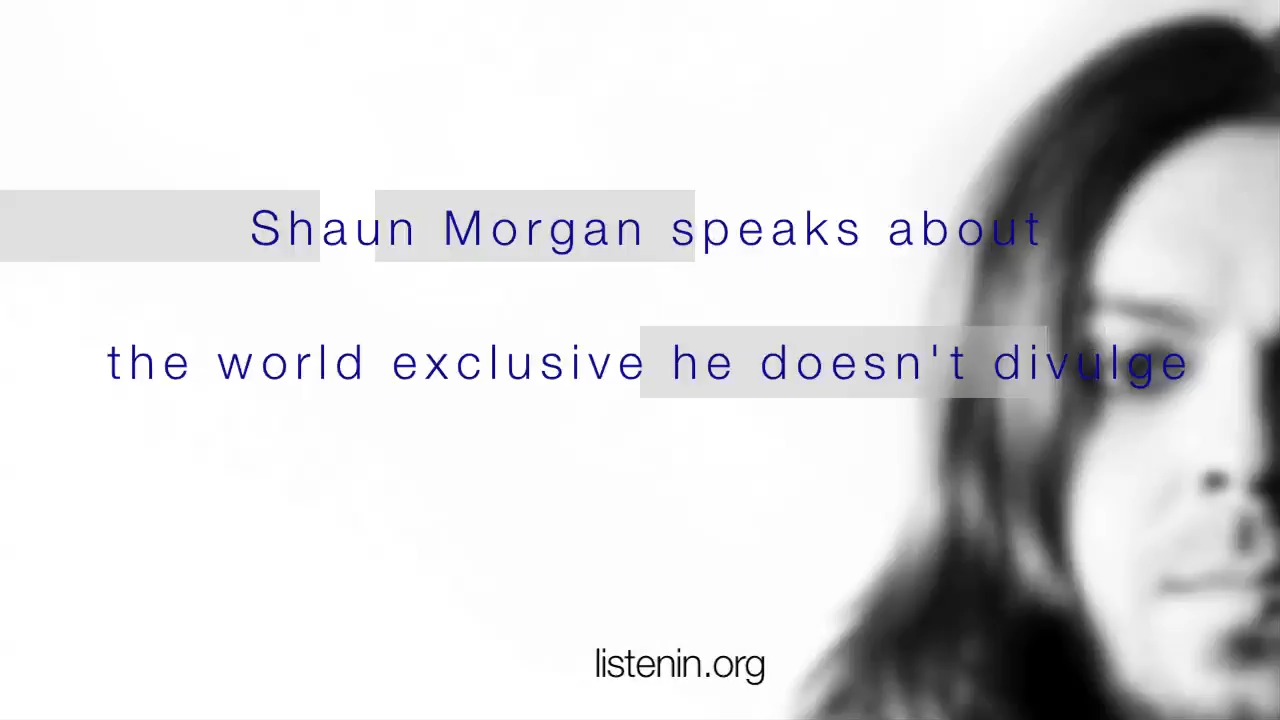 Shaun Morgan speaks about
the world exclusive he doesn't divulge
listenin.org